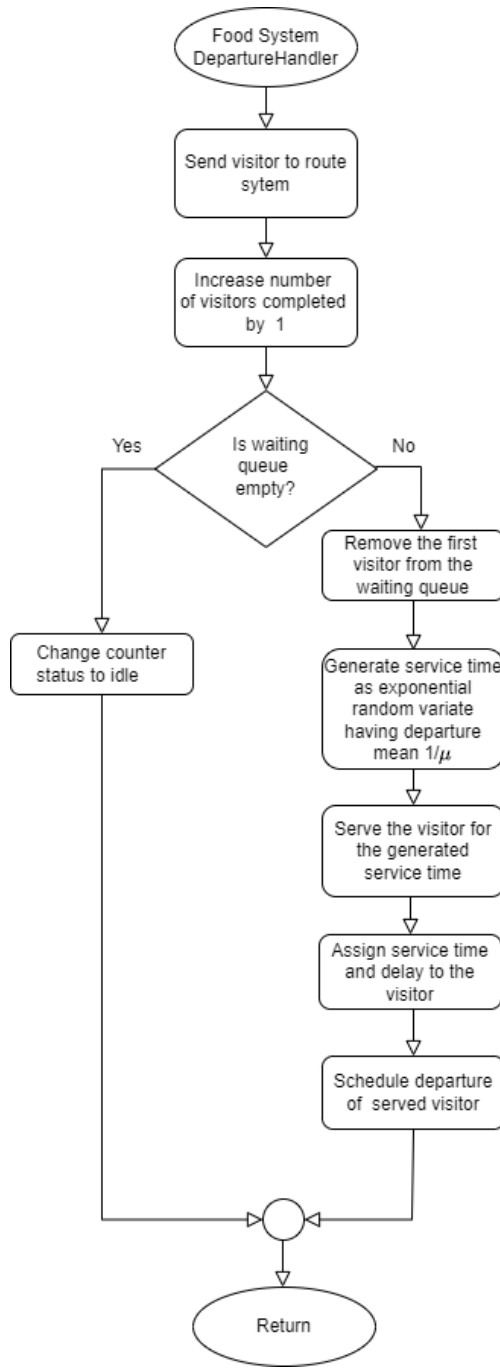 Food System
DepartureHandler
Send visitor to route
sytem
Increase number
of visitors completed
by 1
Is waiting
queue
empty?
Yes
No
Remove the first
visitor from the
waiting queue
Change counter
status to idle
Generate service time
as exponential
random variate
having departure
mean 1/μ
Serve the visitor for
the generated
service time
Assign service time
and delay to the
visitor
Schedule departure
of served visitor
Return